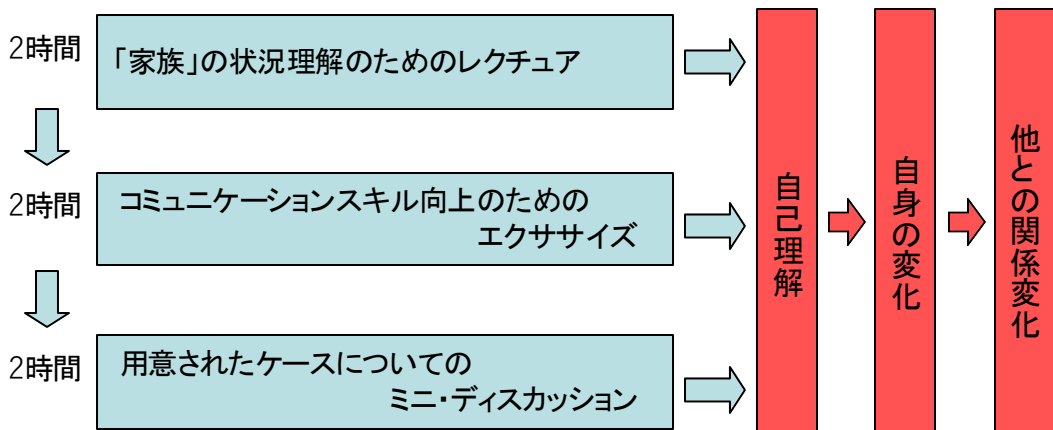 2時間
「家族」の状況理解のためのレクチュア
2時間
コミュニケーションスキル向上のための
エクササイズ
2時間
用意されたケースについての
ミニ・ディスカッション
自己理解
自身の変化
他との関係変化